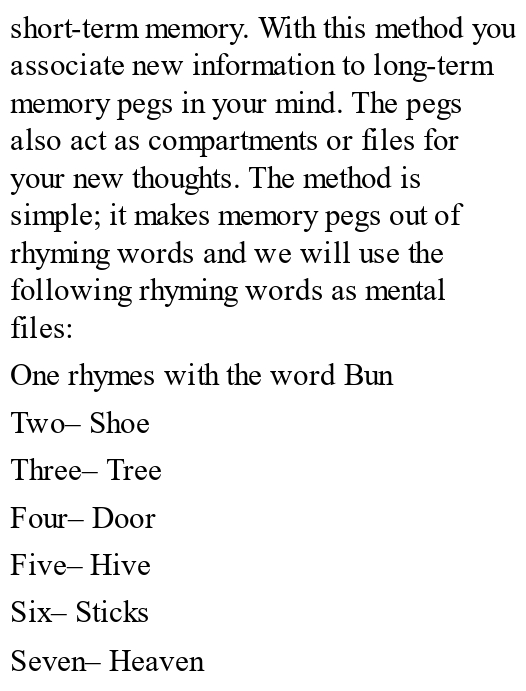 short-term memory. With this method you
associate new information to long-term
memory pegs in your mind. The pegs
also act as compartments or files for
your new thoughts. The method is
simple; it makes memory pegs out of
rhyming words and we will use the
following rhyming words as mental
files:
One rhymes with the word Bun
Two– Shoe
Three– Tree
Four– Door
Five– Hive
Six– Sticks
Seven– Heaven